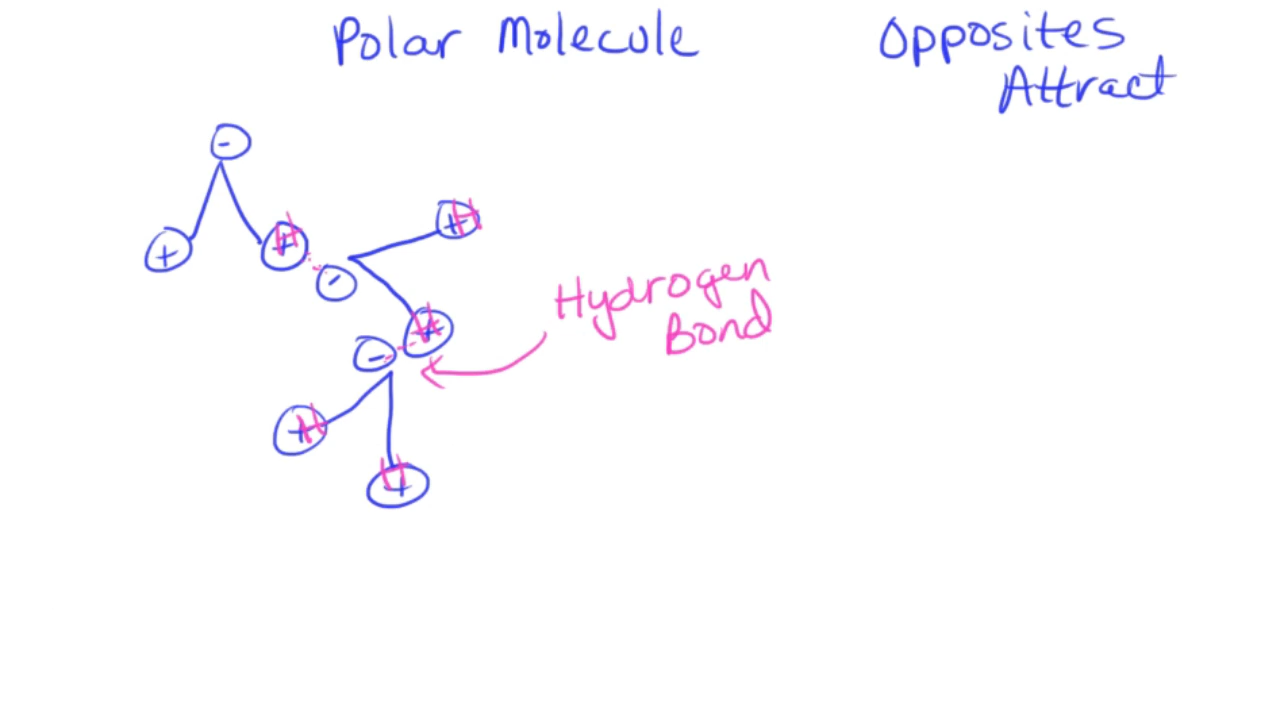 Polar Molecule
Opposites
Attract
-
+
H
+
H
+
-
H
+
-
Hydrogen
Bond
H
+
H
+